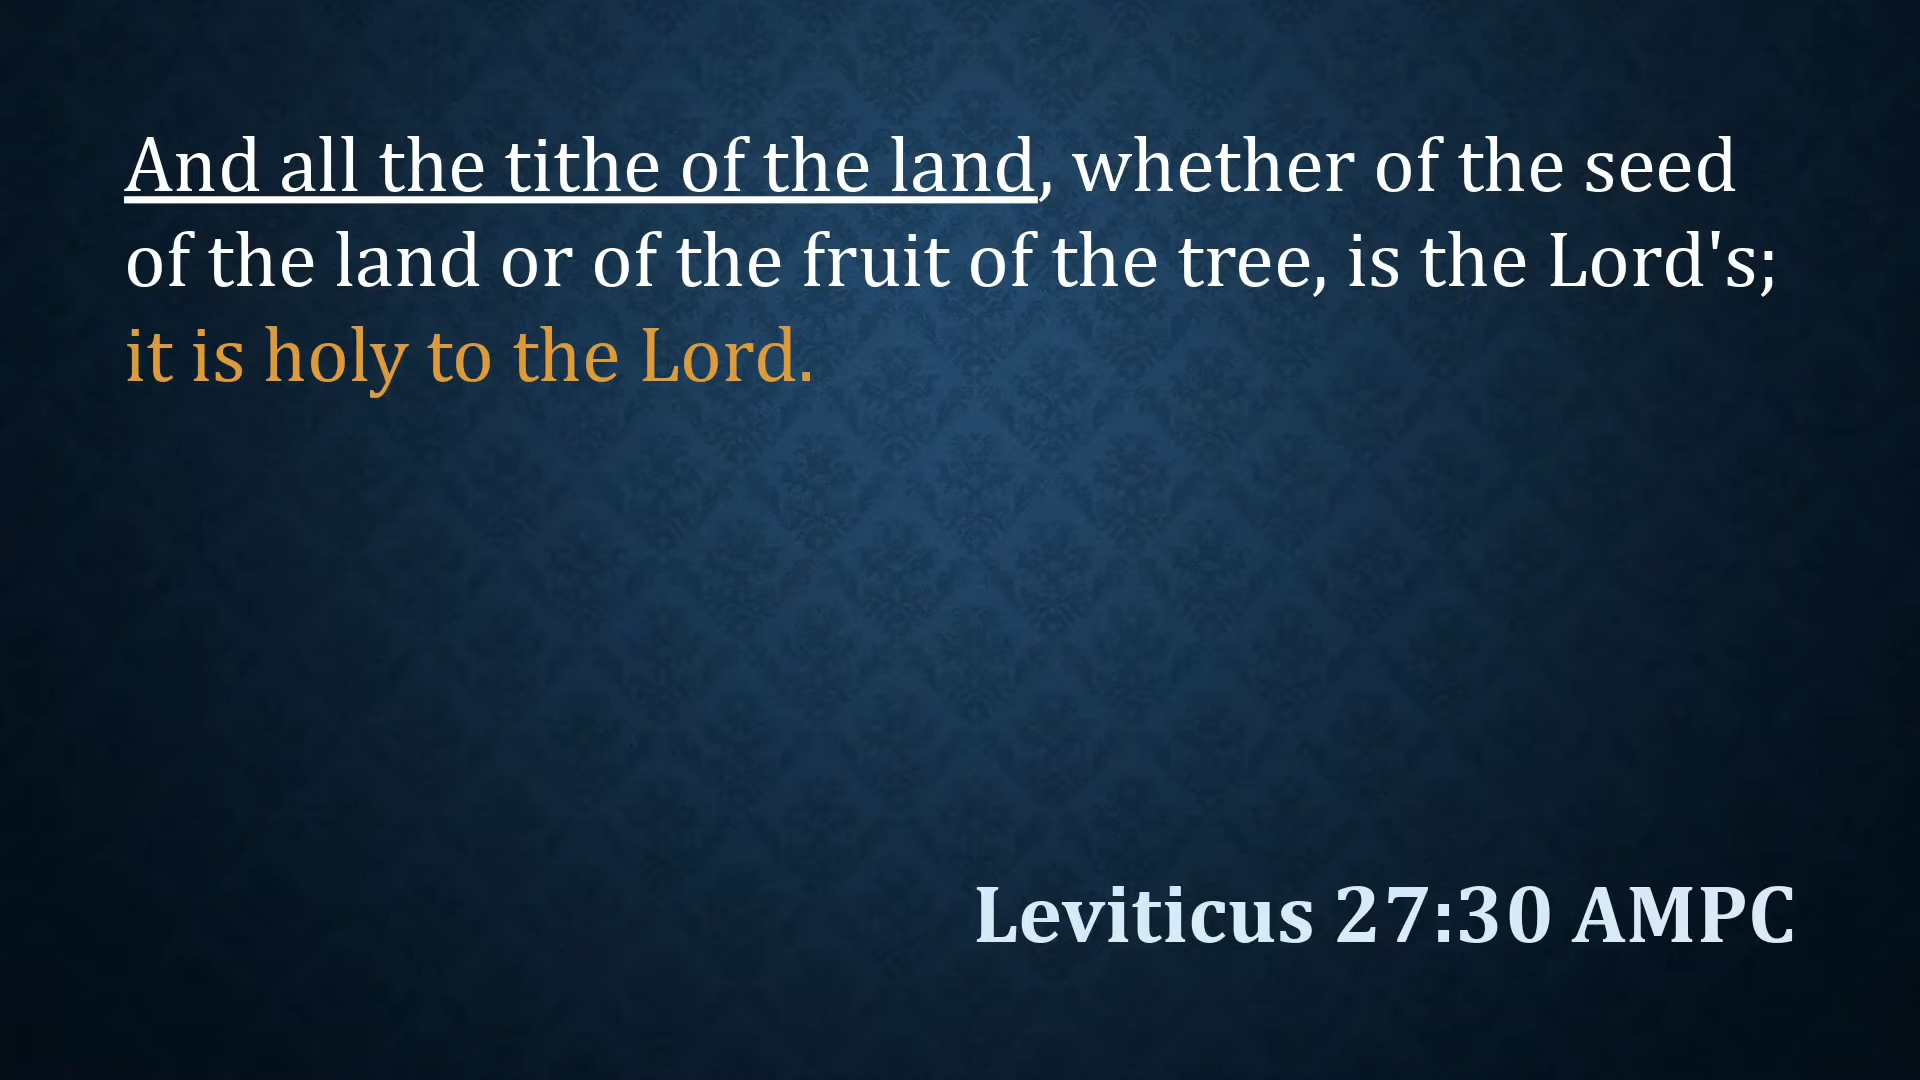 And all the tithe of the land, whether of the seed
of the land or of the fruit of the tree, is the Lord's;
it is holy to the Lord.
Leviticus 27:30 AMPC